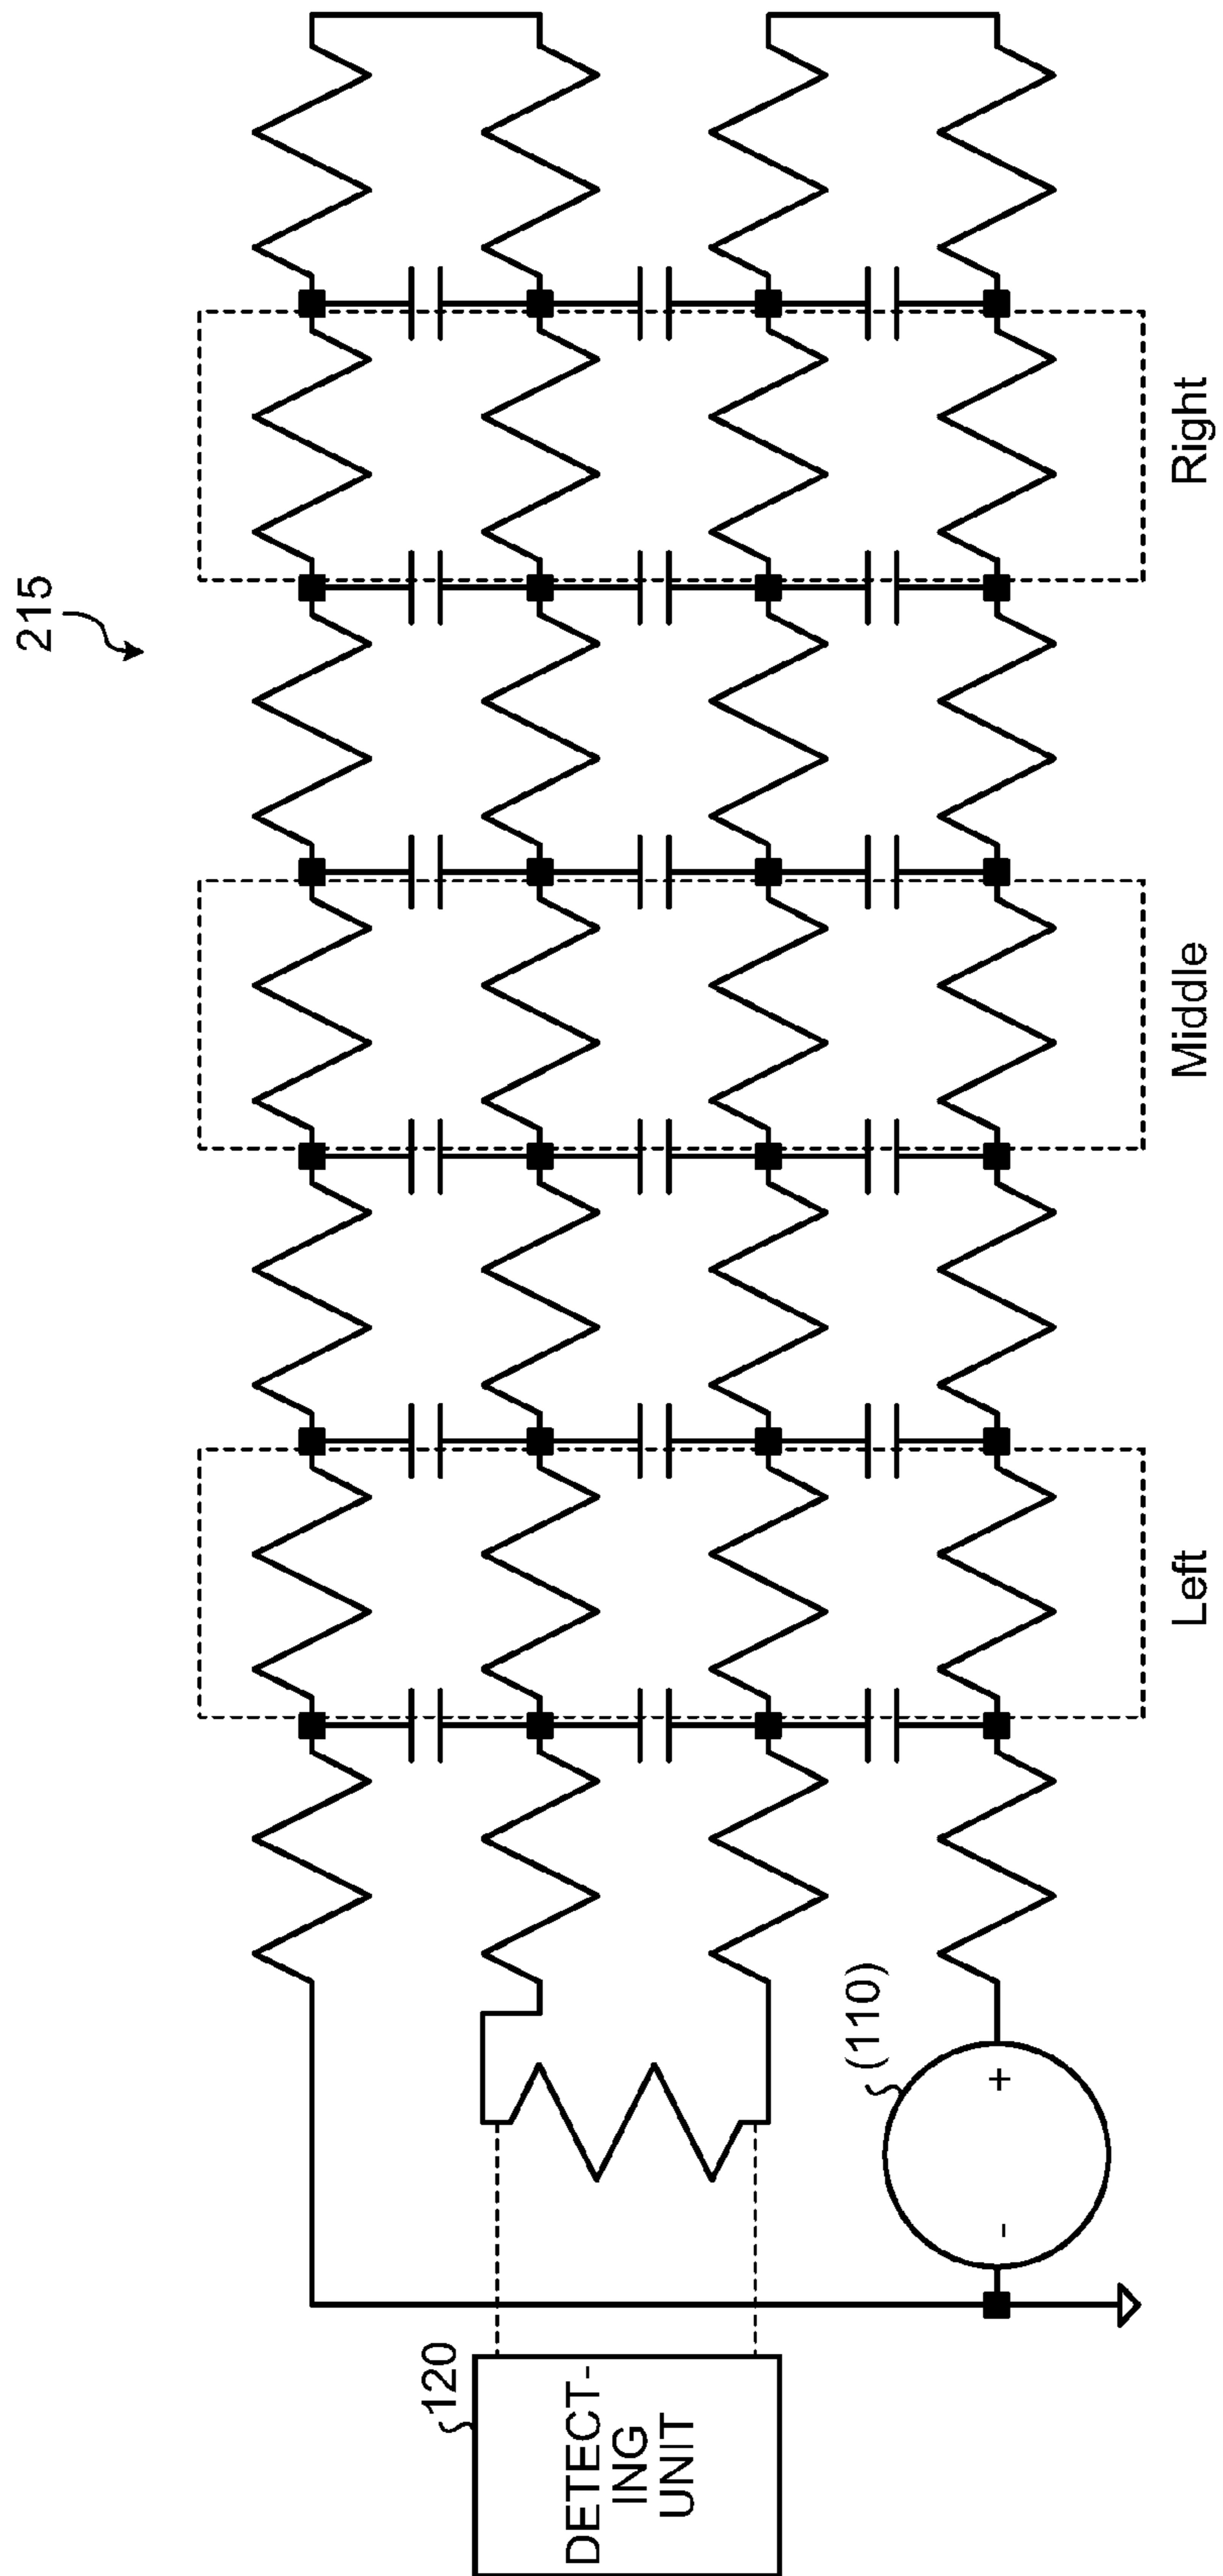 215
DETECT-
ING
UNIT
120
(110)
-
+
Left
Middle
Right